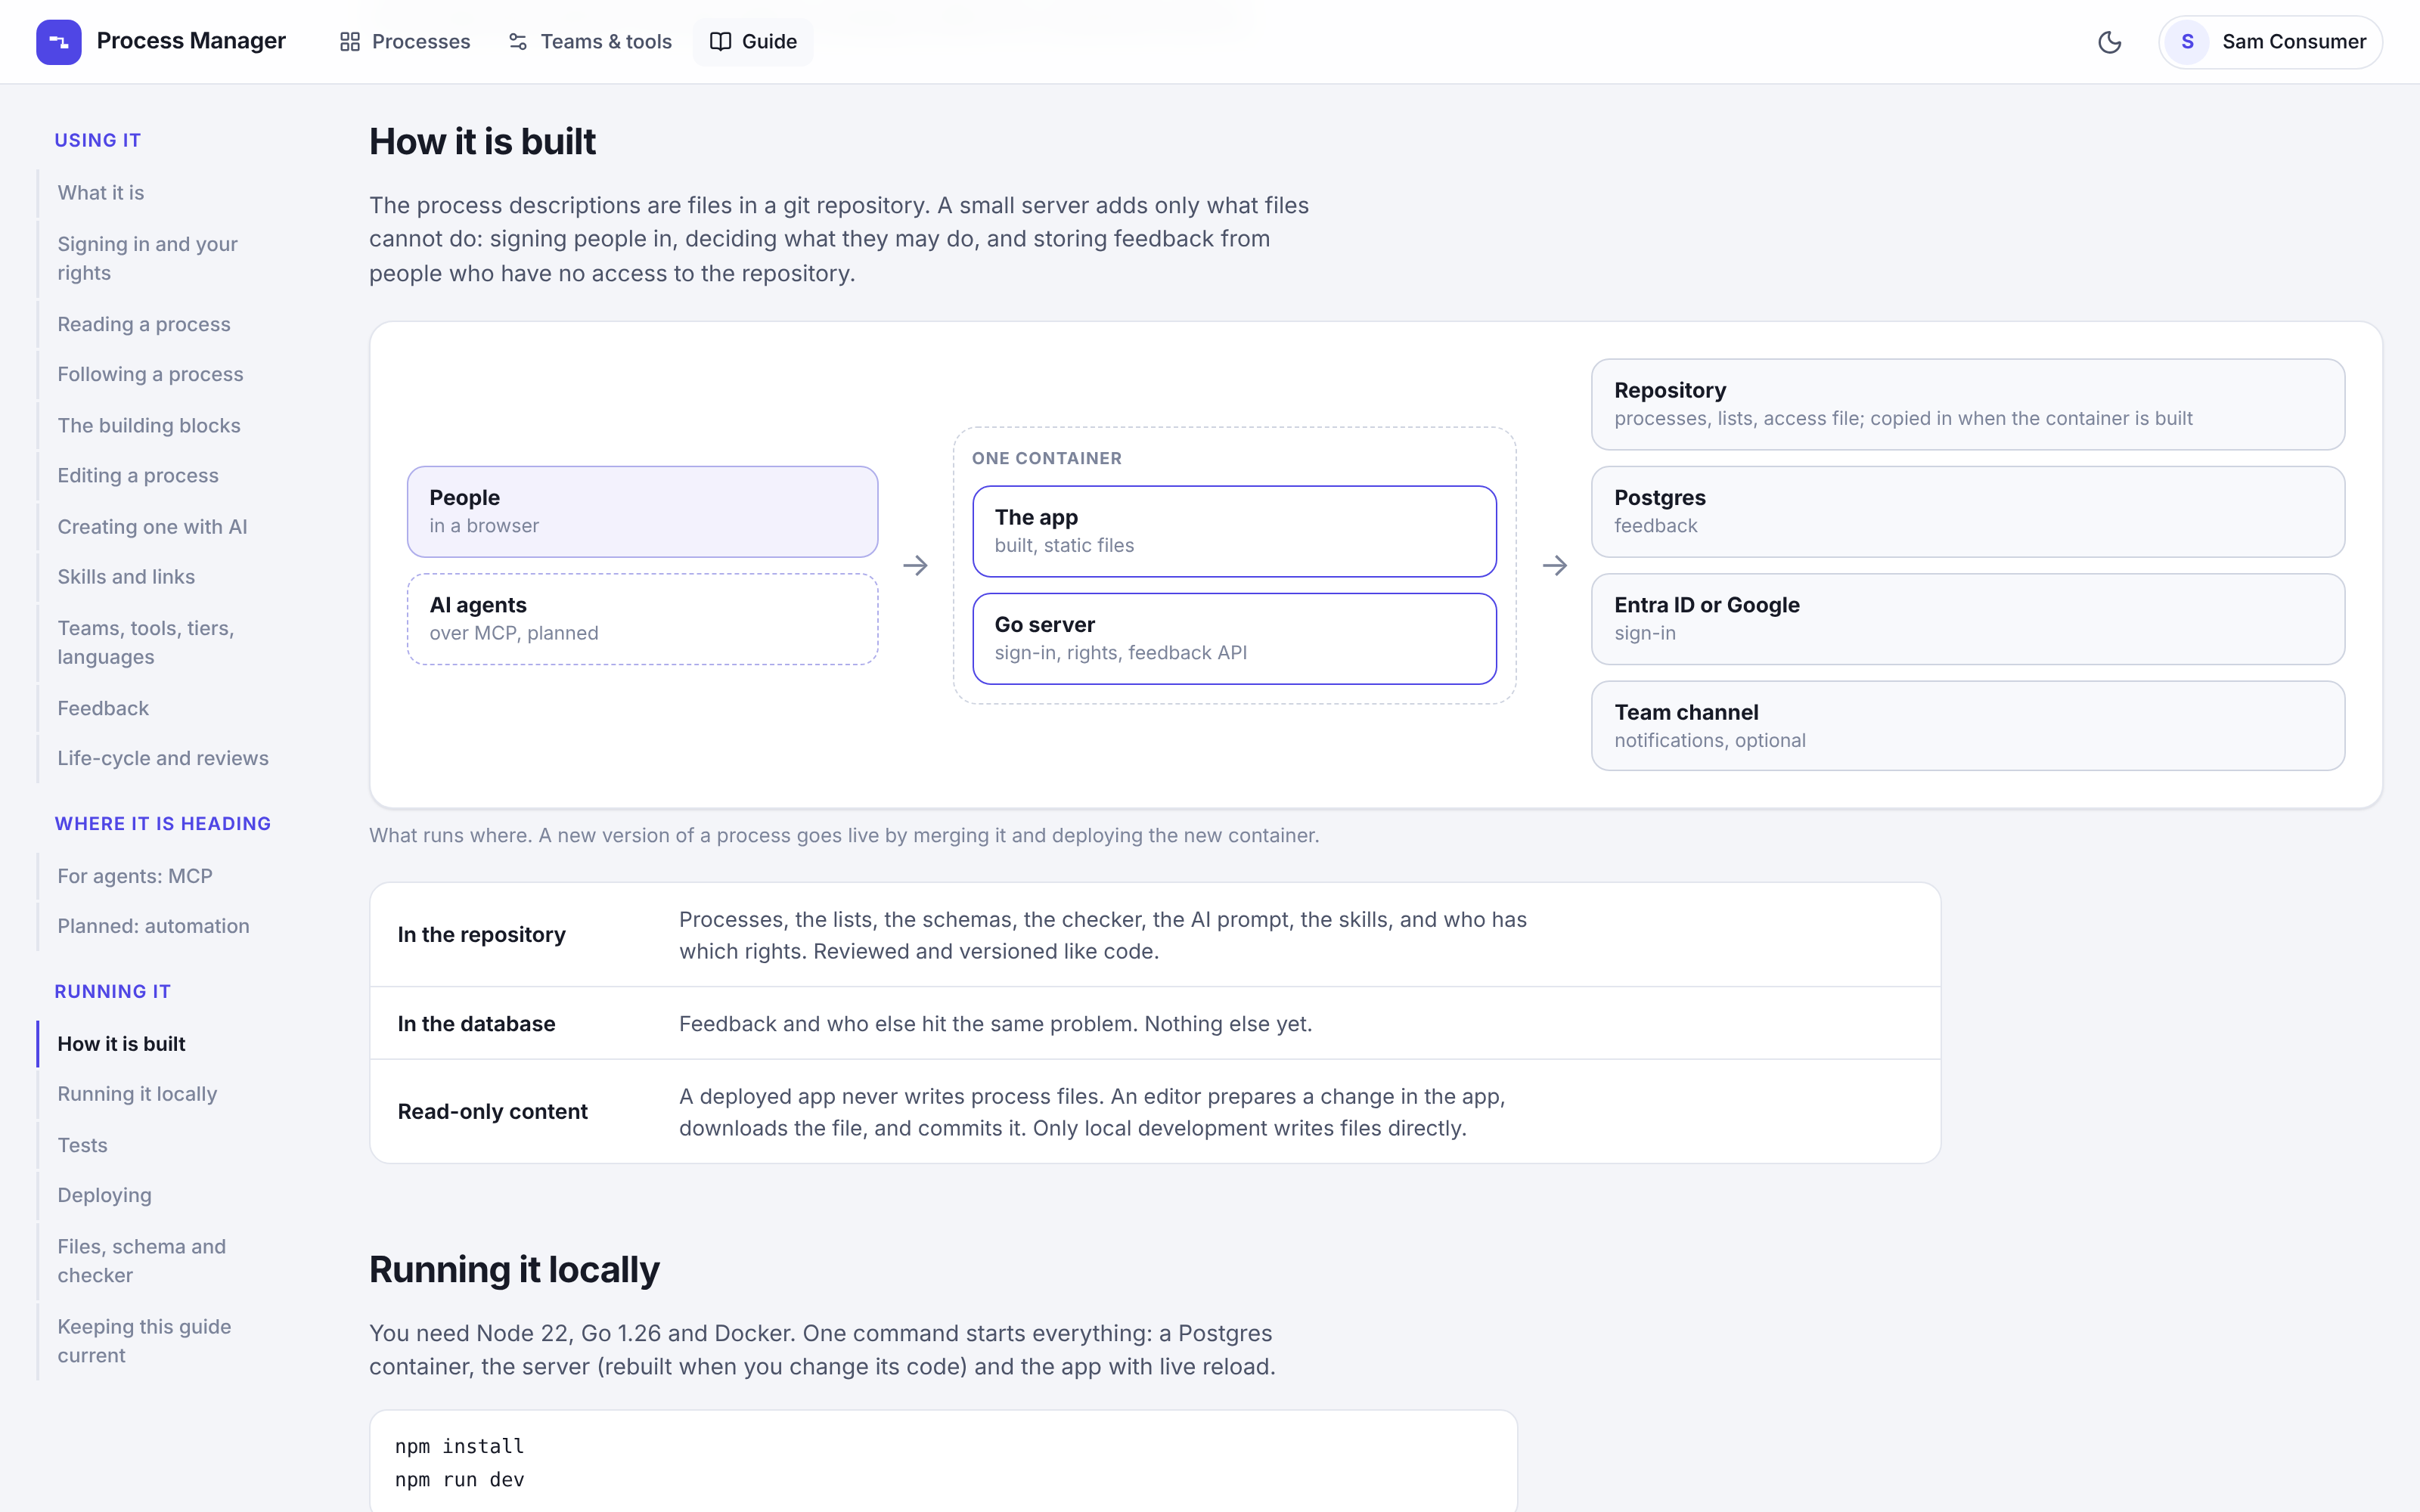 Process Manager
Processes
Teams & tools
Guide
S
Sam Consumer
USING IT
What it is
Signing in and your
rights
Reading a process
Following a process
The building blocks
Editing a process
Creating one with AI
Skills and links
Teams, tools, tiers,
languages
Feedback
Life-cycle and reviews
WHERE IT IS HEADING
For agents: MCP
Planned: automation
RUNNING IT
How it is built
Running it locally
Tests
Deploying
Files, schema and
checker
Keeping this guide
current
How it is built
The process descriptions are files in a git repository. A small server adds only what files
cannot do: signing people in, deciding what they may do, and storing feedback from
people who have no access to the repository.
People
in a browser
AI agents
over MCP, planned
ONE CONTAINER
The app
built, static files
Go server
sign-in, rights, feedback API
Repository
processes, lists, access file; copied in when the container is built
Postgres
feedback
Entra ID or Google
sign-in
Team channel
notifications, optional
What runs where. A new version of a process goes live by merging it and deploying the new container.
In the repository
Processes, the lists, the schemas, the checker, the AI prompt, the skills, and who has
which rights. Reviewed and versioned like code.
In the database
Feedback and who else hit the same problem. Nothing else yet.
Read-only content
A deployed app never writes process files. An editor prepares a change in the app,
downloads the file, and commits it. Only local development writes files directly.
Running it locally
You need Node 22, Go 1.26 and Docker. One command starts everything: a Postgres
container, the server (rebuilt when you change its code) and the app with live reload.
npm install
npm run dev